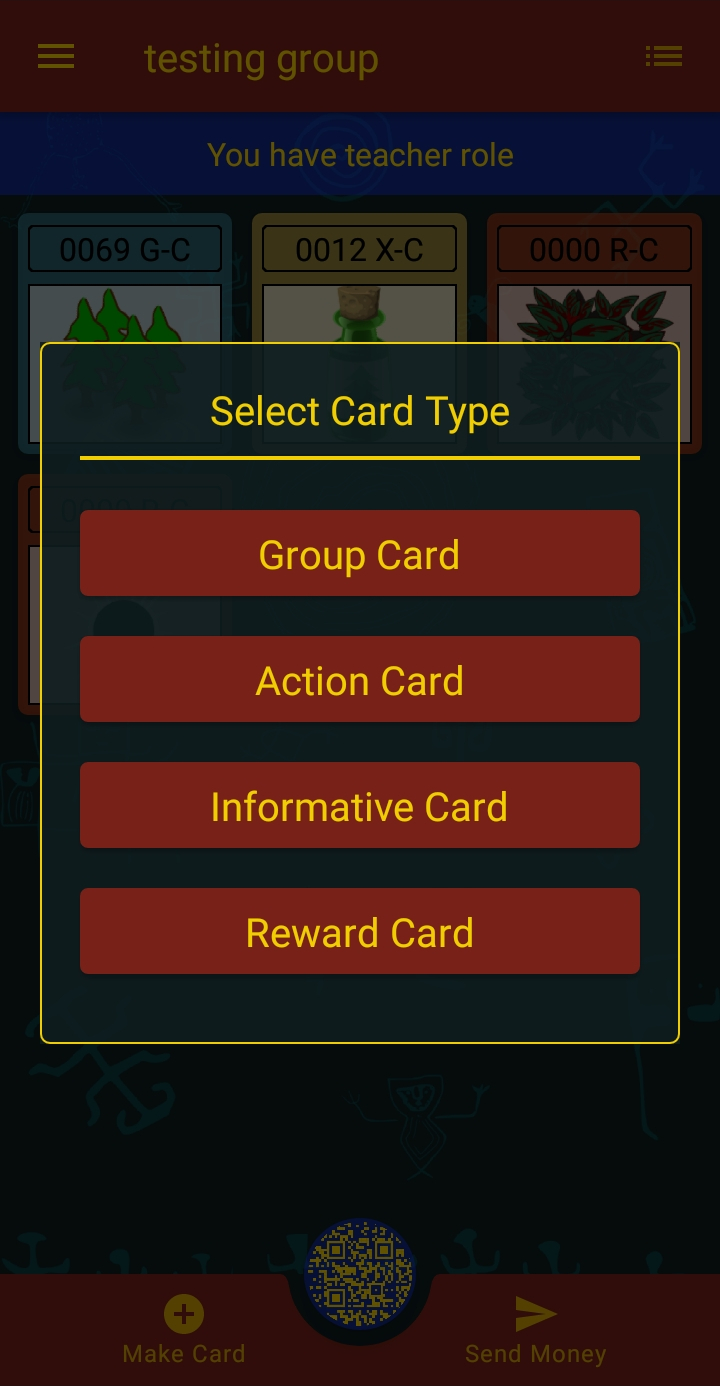 testing group
You have teacher role
0069 G-C
0012 X-C
0000 R-C
Select Card Type
Group Card
Action Card
Informative Card
Reward Card
Make Card
Send Money